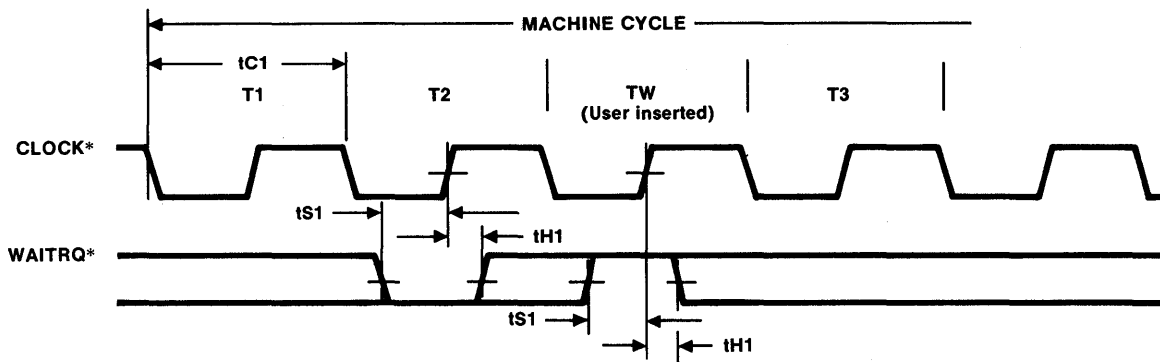 MACHINE CYCLE
tC1
T1 T2 TW T3
(User inserted)
CLOCK*
tS1
tH1
WAITRQ*
tS1
tH1